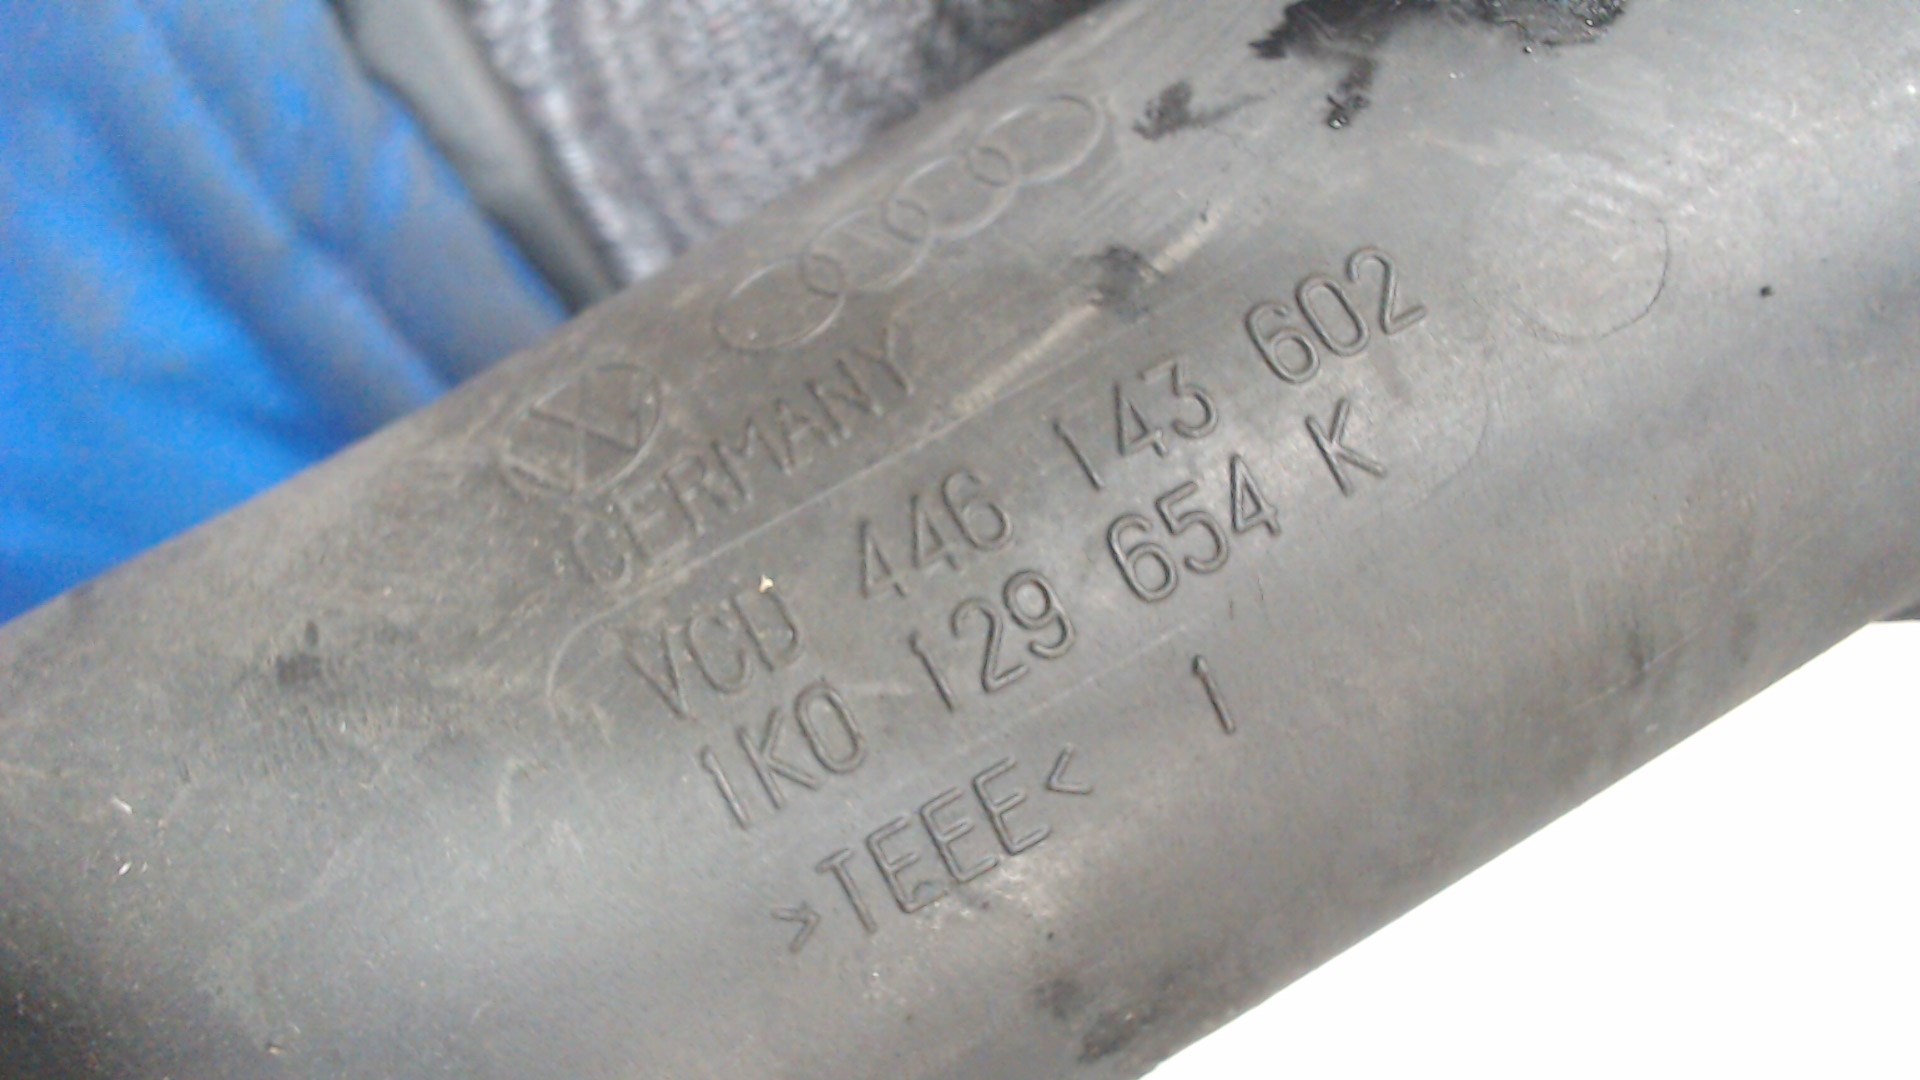 GERMANY
VCD 446 143 602
1K0 129 654 K
>TEEE< 1